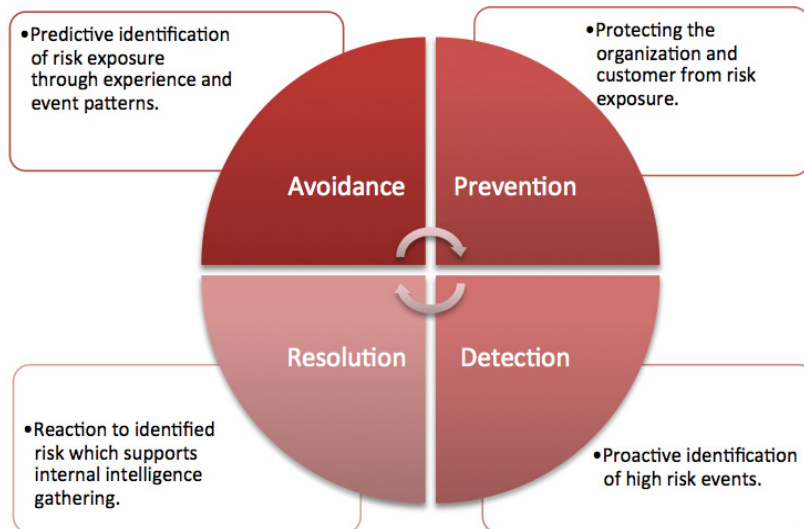 •Predictive identification
of risk exposure
through experience and
event patterns.
•Protecting the
organization and
customer from risk
exposure.
Avoidance
Prevention
Resolution
Detection
•Reaction to identified
risk which supports
internal intelligence
gathering.
•Proactive identification
of high risk events.